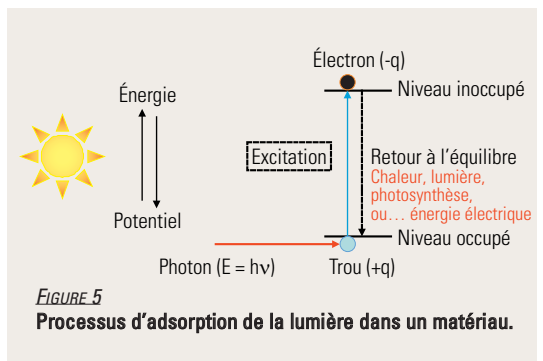 Électron (-q)
Niveau inoccupé
Énergie
Excitation
Retour à l'équilibre
Chaleur, lumière,
photosynthèse,
ou... énergie électrique
Potentiel
Niveau occupé
Photon (E = hν)
Trou (+q)
FIGURE 5
Processus d'adsorption de la lumière dans un matériau.